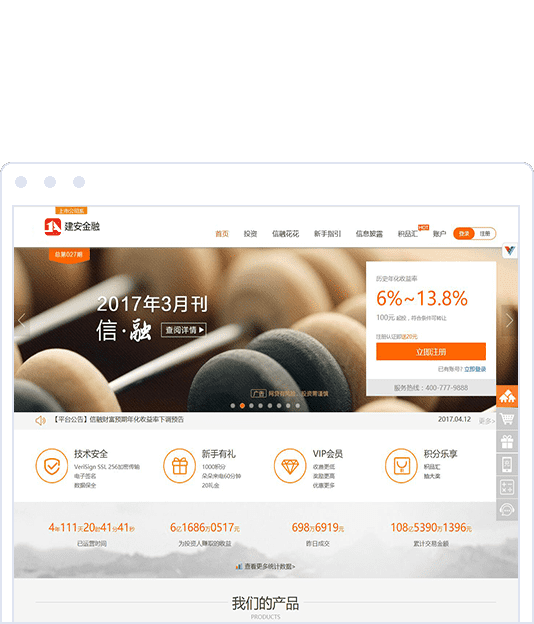 上市公司系
建安金融
首页 投资 信融花花 新手指引 信息披露 积品汇 HOT 账户 登录 注册
总第027期
历史年化收益率
6%~13.8%
2017年3月刊
100元 起投，符合条件可转让
信·融 查阅详情
注册认证即送20元
立即注册
已有账号? 立即登录
服务热线：400-777-9888
广告 网贷有风险，投资需谨慎
【平台公告】信融财富预期年化收益率下调预告 2017.04.12 更多>
技术安全
VeriSign SSL 256加密传输
电子签名
数据保全
新手有礼
1000积分
朵朵来电60分钟
20礼金
VIP会员
收费更低
奖励更高
优惠更多
积分乐享
积品汇
抽大奖
4年111天20时41分41秒
已运营时间
6亿1686万0517元
为投资人赚取的收益
698万6919元
昨日成交
108亿5390万1396元
累计交易金额
查看更多统计数据>
我们的产品
PRODUCTS